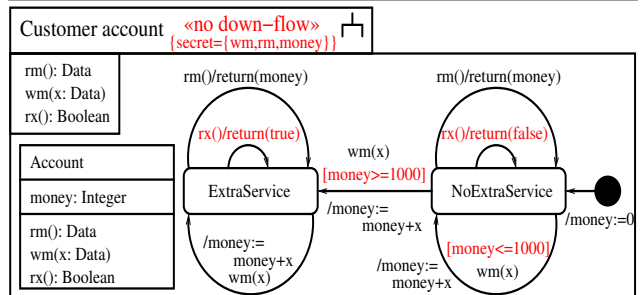 Customer account «no down−flow»
{secret={wm,rm,money}}
rm(): Data
wm(x: Data)
rx(): Boolean
Account
money: Integer
rm(): Data
wm(x: Data)
rx(): Boolean
rm()/return(money)
rx()/return(true)
ExtraService
/money:=
money+x
wm(x)
wm(x)
[money>=1000]
/money:=
money+x
rm()/return(money)
rx()/return(false)
NoExtraService
[money<=1000]
wm(x)
/money:=
money+x
/money:=0